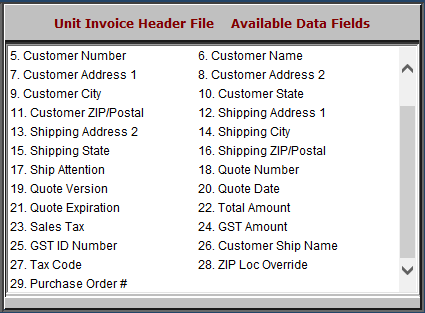 Unit Invoice Header File    Available Data Fields
5. Customer Number    6. Customer Name
7. Customer Address 1    8. Customer Address 2
9. Customer City    10. Customer State
11. Customer ZIP/Postal    12. Shipping Address 1
13. Shipping Address 2    14. Shipping City
15. Shipping State    16. Shipping ZIP/Postal
17. Ship Attention    18. Quote Number
19. Quote Version    20. Quote Date
21. Quote Expiration    22. Total Amount
23. Sales Tax    24. GST Amount
25. GST ID Number    26. Customer Ship Name
27. Tax Code    28. ZIP Loc Override
29. Purchase Order #